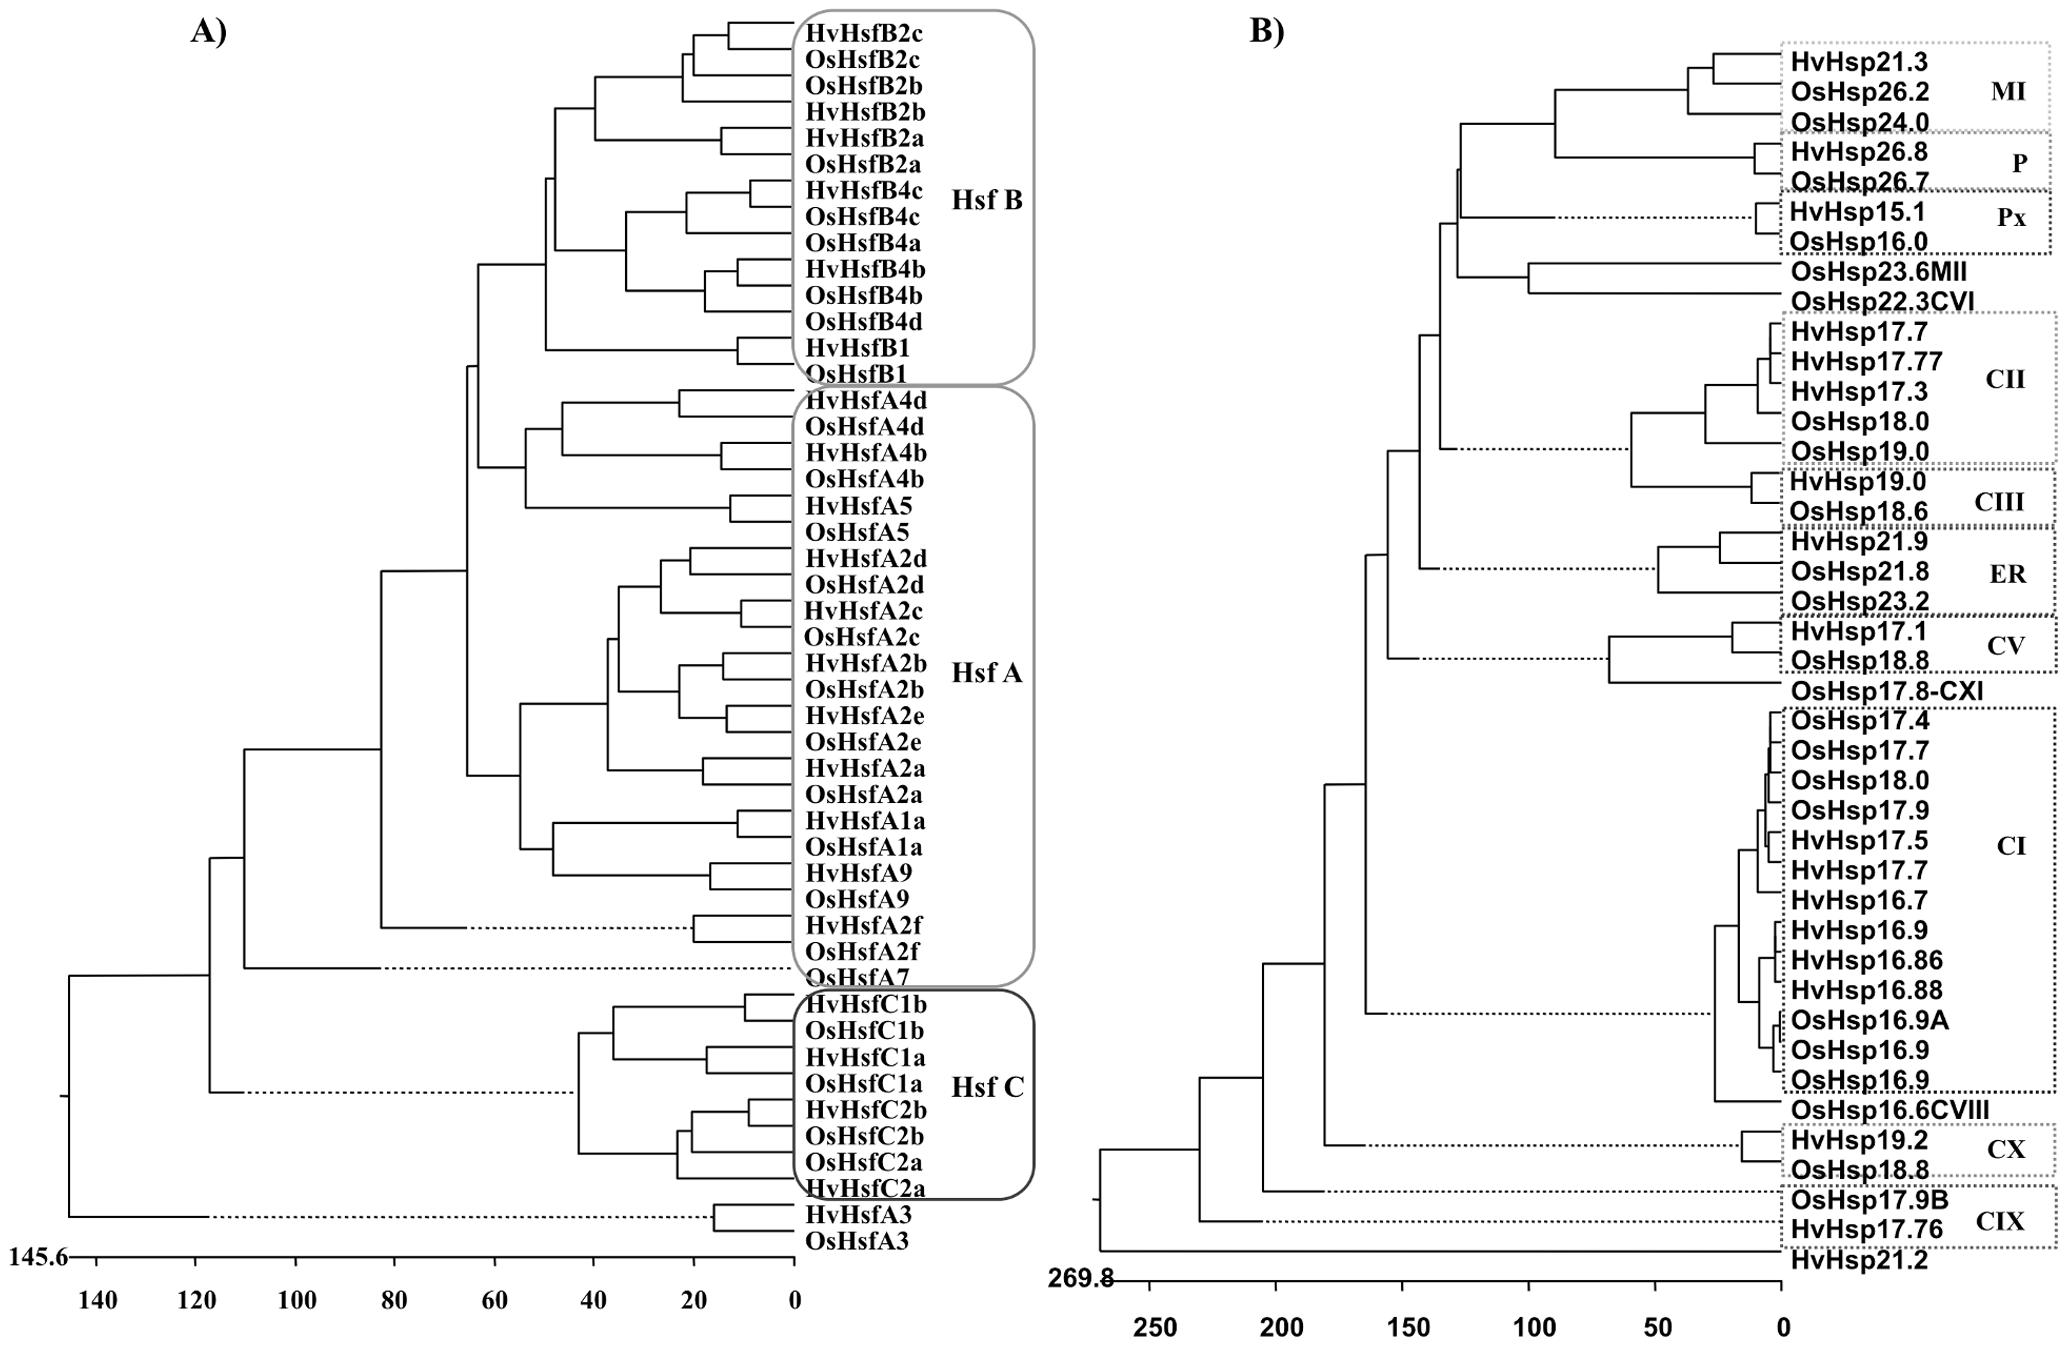 A)
HvHsfB2c
OsHsfB2c
OsHsfB2b
HvHsfB2b
HvHsfB2a
OsHsfB2a
HvHsfB4c
OsHsfB4c
OsHsfB4a
HvHsfB4b
OsHsfB4b
OsHsfB4d
HvHsfB1
OsHsfB1
Hsf B
HvHsfA4d
OsHsfA4d
HvHsfA4b
OsHsfA4b
HvHsfA5
OsHsfA5
HvHsfA2d
OsHsfA2d
HvHsfA2c
OsHsfA2c
HvHsfA2b
OsHsfA2b
HvHsfA2e
OsHsfA2e
HvHsfA2a
OsHsfA2a
HvHsfA1a
OsHsfA1a
HvHsfA9
OsHsfA9
HvHsfA2f
OsHsfA2f
OsHsfA7
Hsf A
HvHsfC1b
OsHsfC1b
HvHsfC1a
OsHsfC1a
HvHsfC2b
OsHsfC2b
OsHsfC2a
HvHsfC2a
Hsf C
HvHsfA3
OsHsfA3
145.6
140 120 100 80 60 40 20 0
B)
HvHsp21.3
OsHsp26.2
OsHsp24.0
MI
HvHsp26.8
OsHsp26.7
P
HvHsp15.1
OsHsp16.0
Px
OsHsp23.6MII
OsHsp22.3CVI
HvHsp17.7
HvHsp17.77
HvHsp17.3
OsHsp18.0
OsHsp19.0
CII
HvHsp19.0
OsHsp18.6
CIII
HvHsp21.9
OsHsp21.8
OsHsp23.2
ER
HvHsp17.1
OsHsp18.8
CV
OsHsp17.8-CXI
OsHsp17.4
OsHsp17.7
OsHsp18.0
OsHsp17.9
HvHsp17.5
HvHsp17.7
HvHsp16.7
HvHsp16.9
HvHsp16.86
HvHsp16.88
OsHsp16.9A
OsHsp16.9
OsHsp16.9
CI
OsHsp16.6CVIII
HvHsp19.2
OsHsp18.8
CX
OsHsp17.9B
HvHsp17.76
CIX
HvHsp21.2
269.8
250 200 150 100 50 0